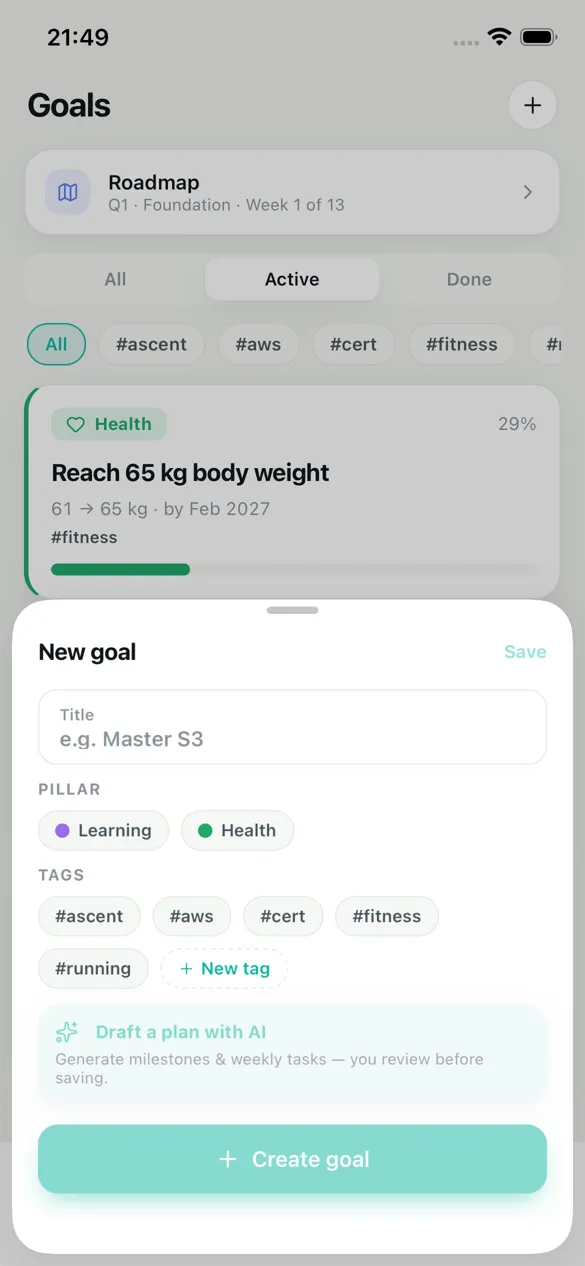 21:49
Goals
Roadmap
Q1 · Foundation · Week 1 of 13
All
Active
Done
All
#ascent
#aws
#cert
#fitness
Health
29%
Reach 65 kg body weight
61 → 65 kg · by Feb 2027
#fitness
New goal
Save
Title
e.g. Master S3
PILLAR
Learning
Health
TAGS
#ascent
#aws
#cert
#fitness
#running
+ New tag
Draft a plan with AI
Generate milestones & weekly tasks — you review before
saving.
+ Create goal